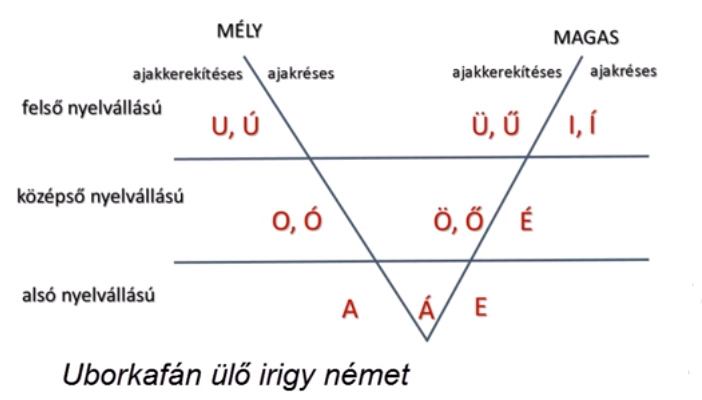 MÉLY MAGAS
ajakkerekítéses ajakréses ajakkerekítéses ajakréses
felső nyelvállású U, Ú Ü, Ű I, Í
középső nyelvállású O, Ó Ö, Ő É
alsó nyelvállású A Á E
Uborkafán ülő irigy német